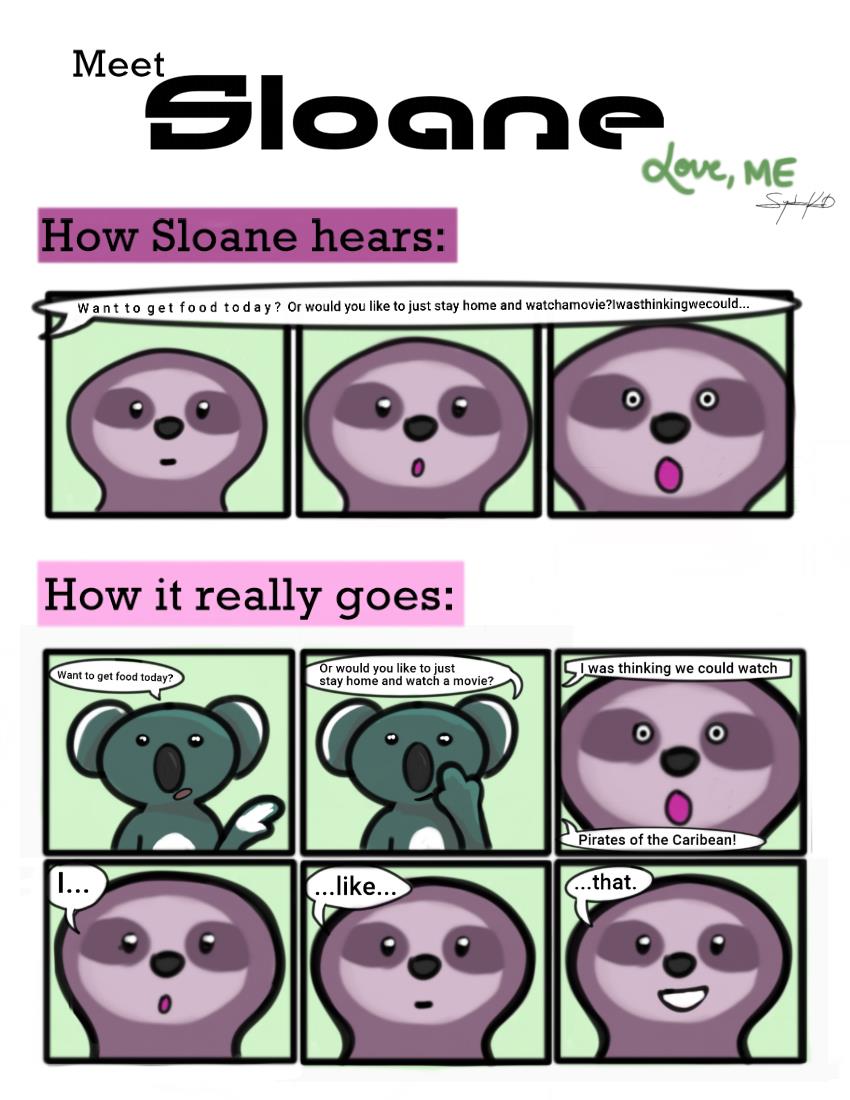 Meet
Sloane
Love, ME
How Sloane hears:
Want to get food today? Or would you like to just stay home and watchamovie?Iwasthinkingwecould...
How it really goes:
Want to get food today?
Or would you like to just
stay home and watch a movie?
I was thinking we could watch
Pirates of the Caribean!
I...
...like...
...that.